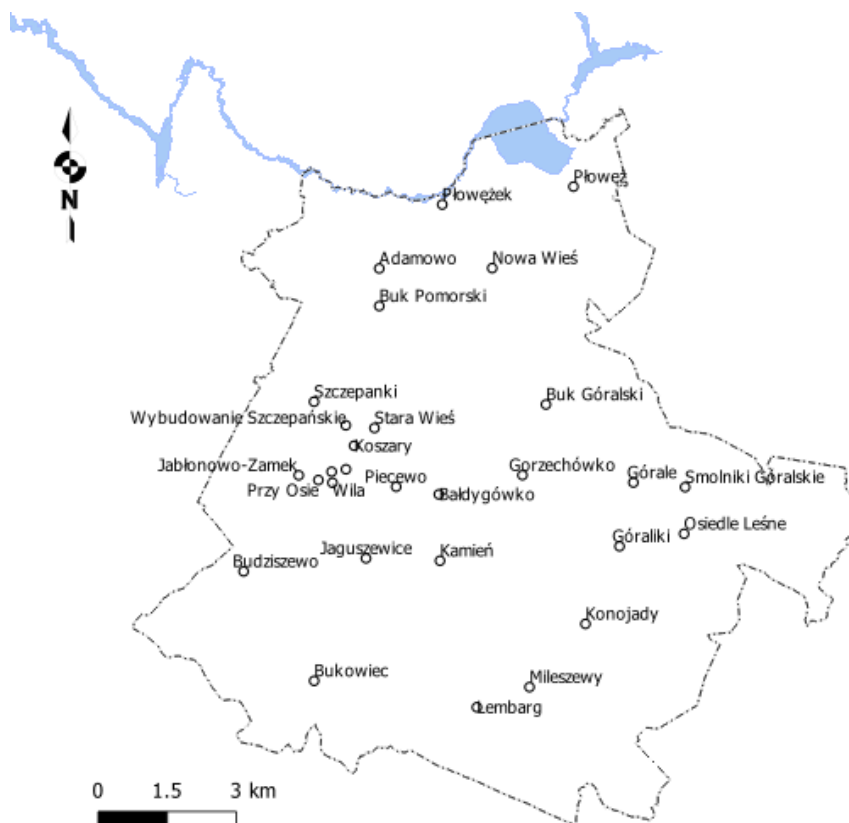 Płowęż
Płowężek
N
Adamowo
Nowa Wieś
Buk Pomorski
Szczepanki
Buk Góralski
Wybudowanie Szczepańskie
Stara Wieś
Koszary
Jabłonowo-Zamek
Gorzechówko
Górale
Smolniki Góralskie
Piecewo
Przy Osie
Wila
Bałdygówko
Osiedle Leśne
Góraliki
Jaguszewice
Kamień
Budziszewo
Konojady
Bukowiec
Mileszewy
Lembarg
0 1.5 3 km